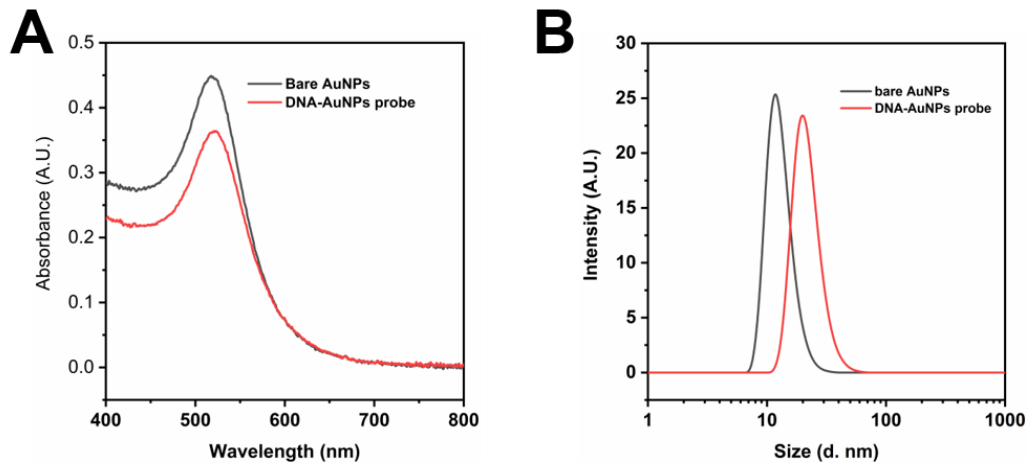 A
Absorbance (A.U.)
0.5
0.4
0.3
0.2
0.1
0.0
Bare AuNPs
DNA-AuNPs probe
400 500 600 700 800
Wavelength (nm)
B
Intensity (A.U.)
30
25
20
15
10
5
0
bare AuNPs
DNA-AuNPs probe
1 10 100 1000
Size (d. nm)